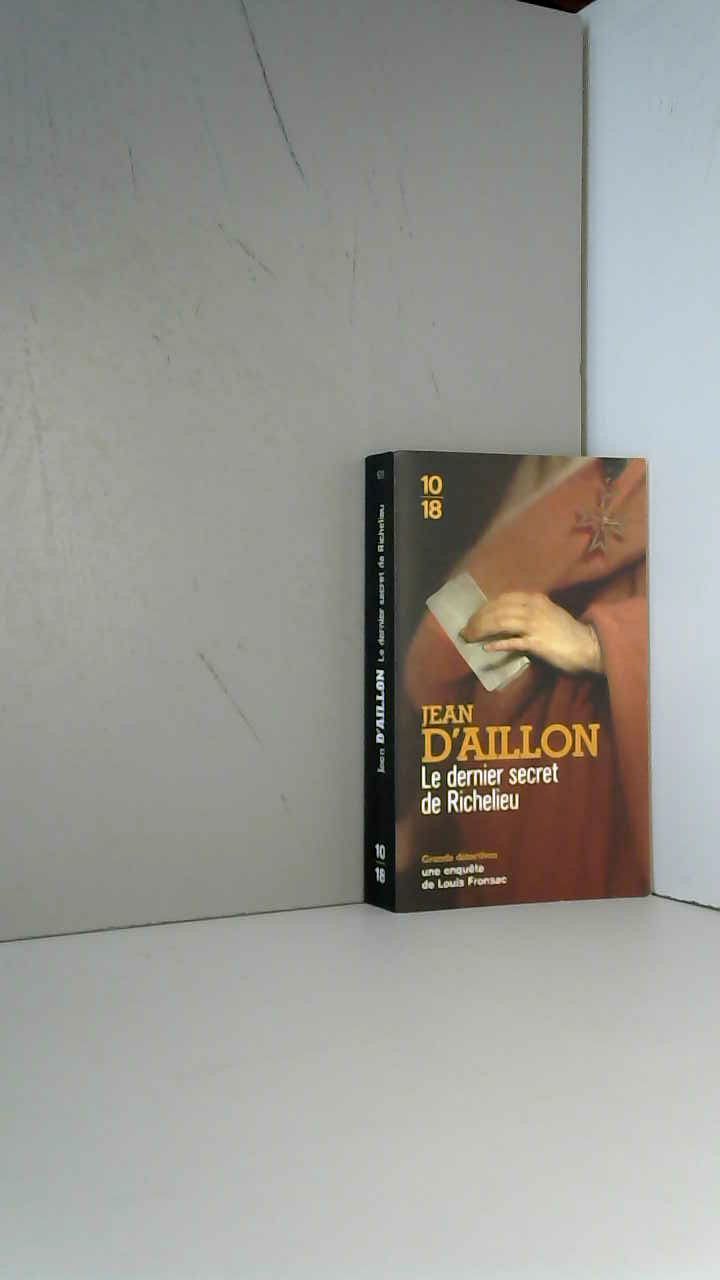 10
18
JEAN
D'AILLON
Le dernier secret
de Richelieu
Grands détectives
une enquête
de Louis Fronsac
Jean D'AILLON Le dernier secret de Richelieu
10
18